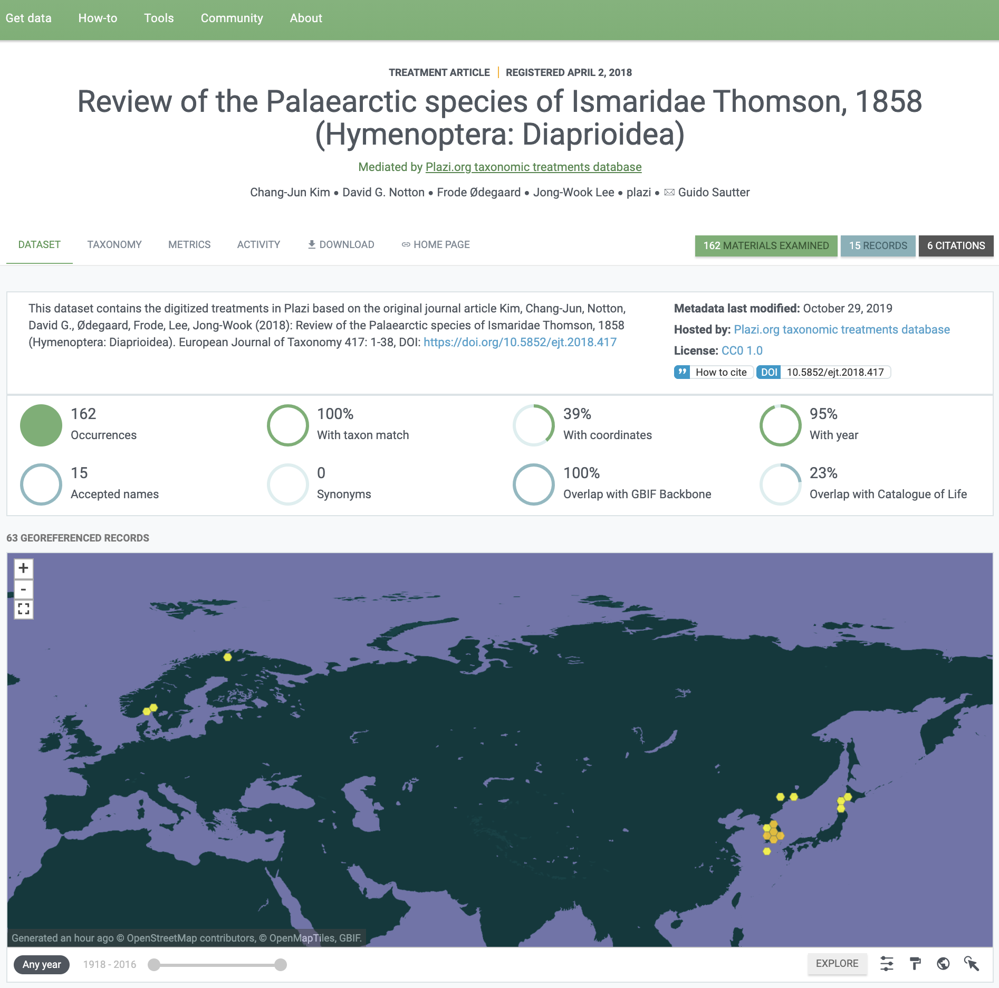 Get data How-to Tools Community About
TREATMENT ARTICLE REGISTERED APRIL 2, 2018
Review of the Palaearctic species of Ismaridae Thomson, 1858
(Hymenoptera: Diaprioidea)
Mediated by Plazi.org taxonomic treatments database
Chang-Jun Kim • David G. Notton • Frode Ødegaard • Jong-Wook Lee • plazi • Guido Sautter
DATASET TAXONOMY METRICS ACTIVITY DOWNLOAD HOME PAGE 162 MATERIALS EXAMINED 15 RECORDS 6 CITATIONS
This dataset contains the digitized treatments in Plazi based on the original journal article Kim, Chang-Jun, Notton,
David G., Ødegaard, Frode, Lee, Jong-Wook (2018): Review of the Palaearctic species of Ismaridae Thomson, 1858
(Hymenoptera: Diaprioidea). European Journal of Taxonomy 417: 1-38, DOI: https://doi.org/10.5852/ejt.2018.417
Metadata last modified: October 29, 2019
Hosted by: Plazi.org taxonomic treatments database
License: CC0 1.0
How to cite DOI 10.5852/ejt.2018.417
162
Occurrences
100%
With taxon match
39%
With coordinates
95%
With year
15
Accepted names
0
Synonyms
100%
Overlap with GBIF Backbone
23%
Overlap with Catalogue of Life
63 GEOREFERENCED RECORDS
+
-
Generated an hour ago © OpenStreetMap contributors, © OpenMapTiles, GBIF.
Any year 1918 - 2016 EXPLORE